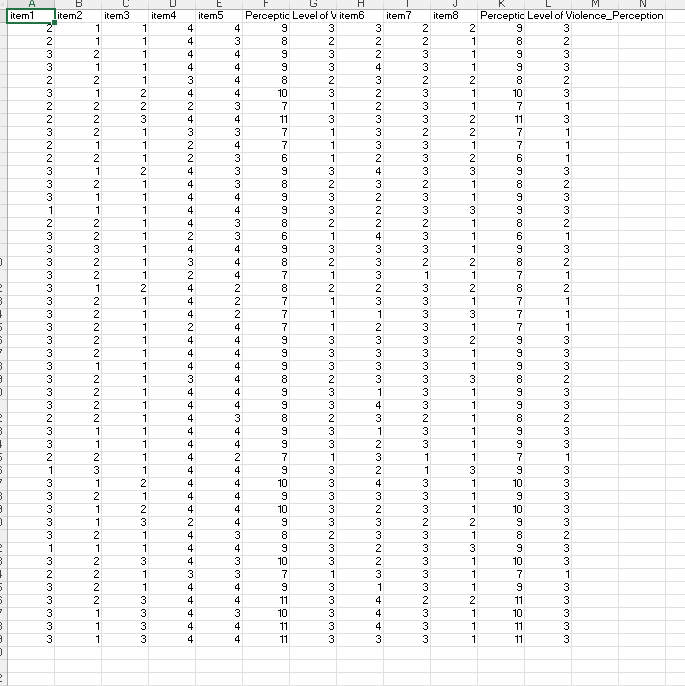 A B C D E F G H I J K L M N
item1 item2 item3 item4 item5 Perceptic Level of V item6 item7 item8 Perceptic Level of Violence_Perception
2 1 1 4 4 9 3 3 2 2 9 3
2 1 1 4 3 8 2 2 2 1 8 2
3 2 1 4 4 9 3 2 3 1 9 3
3 1 1 4 4 9 3 4 3 1 9 3
2 2 1 3 4 8 2 3 2 2 8 2
3 1 2 4 4 10 3 2 3 1 10 3
2 2 2 2 3 7 1 2 3 1 7 1
2 2 3 4 4 11 3 3 3 2 11 3
3 2 1 3 3 7 1 3 2 2 7 1
2 1 1 2 4 7 1 3 3 1 7 1
2 2 1 2 3 6 1 2 3 2 6 1
3 1 2 4 3 9 3 4 3 3 9 3
3 2 1 4 3 8 2 3 2 1 8 2
3 1 1 4 4 9 3 2 3 1 9 3
1 1 1 4 4 9 3 2 3 3 9 3
2 2 1 4 3 8 2 2 2 1 8 2
3 2 1 2 3 6 1 4 3 1 6 1
3 3 1 4 4 9 3 3 3 1 9 3
3 2 1 3 4 8 2 3 2 2 8 2
3 2 1 2 4 7 1 3 1 1 7 1
3 1 2 4 2 8 2 2 3 2 8 2
3 2 1 4 2 7 1 3 3 1 7 1
3 2 1 4 2 7 1 1 3 3 7 1
3 2 1 2 4 7 1 2 3 1 7 1
3 2 1 4 4 9 3 3 3 2 9 3
3 2 1 4 4 9 3 3 3 1 9 3
3 1 1 4 4 9 3 3 3 1 9 3
3 2 1 3 4 8 2 3 3 3 8 2
3 2 1 4 4 9 3 1 3 1 9 3
3 2 1 4 4 9 3 4 3 1 9 3
2 2 1 4 3 8 2 3 2 1 8 2
3 1 1 4 4 9 3 1 3 1 9 3
3 1 1 4 4 9 3 2 3 1 9 3
2 2 1 4 2 7 1 3 1 1 7 1
1 3 1 4 4 9 3 2 1 3 9 3
3 1 2 4 4 10 3 4 3 1 10 3
3 2 1 4 4 9 3 3 3 1 9 3
3 1 2 4 4 10 3 2 3 1 10 3
3 1 3 2 4 9 3 3 2 2 9 3
3 2 1 4 3 8 2 3 2 1 8 2
1 1 1 4 4 9 3 2 3 3 9 3
3 2 3 4 3 10 3 2 3 1 10 3
2 2 1 3 3 7 1 3 3 1 7 1
3 2 1 4 4 9 3 1 3 1 9 3
3 2 3 4 4 11 3 4 2 2 11 3
3 1 3 4 3 10 3 4 3 1 10 3
3 1 3 4 4 11 3 4 3 1 11 3
3 1 3 4 4 11 3 3 3 1 11 3